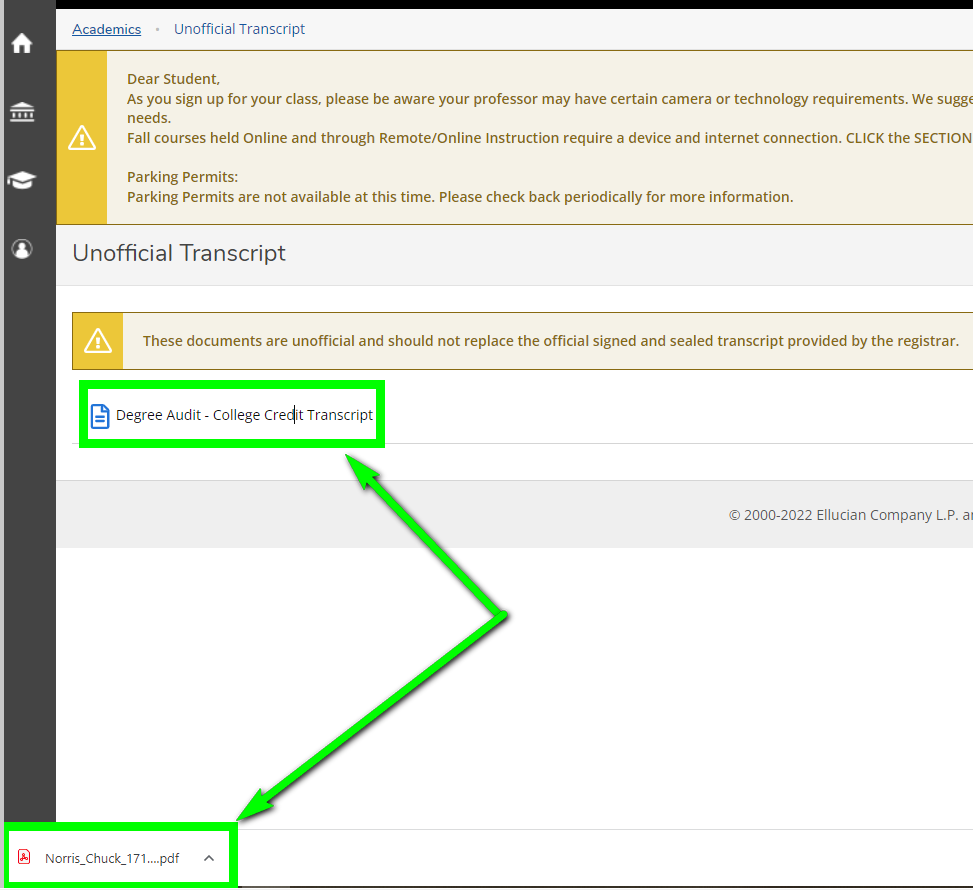 Academics • Unofficial Transcript
Dear Student,
As you sign up for your class, please be aware your professor may have certain camera or technology requirements. We sugge
needs.
Fall courses held Online and through Remote/Online Instruction require a device and internet connection. CLICK the SECTION
Parking Permits:
Parking Permits are not available at this time. Please check back periodically for more information.
Unofficial Transcript
These documents are unofficial and should not replace the official signed and sealed transcript provided by the registrar.
Degree Audit - College Credit Transcript
© 2000-2022 Ellucian Company L.P. an
Norris_Chuck_171....pdf